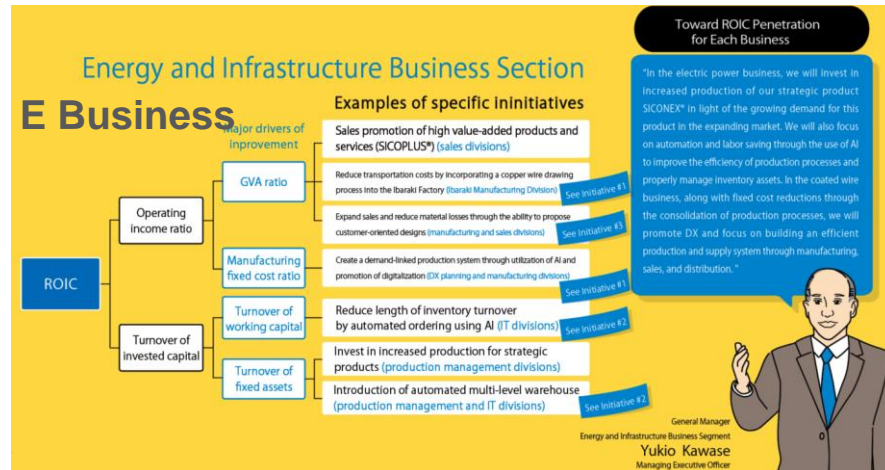 Toward ROIC Penetration
for Each Business
Energy and Infrastructure Business Section
E Business
Examples of specific ininitiatives
Major drivers of
inprovement
ROIC
Operating
income ratio
Turnover of
invested capital
GVA ratio
Manufacturing
fixed cost ratio
Turnover of
working capital
Turnover of
fixed assets
Sales promotion of high value-added products and
services (SICOPLUS®) (sales divisions)
Reduce transportation costs by incorporating a copper wire drawing
process into the Ibaraki Factory (Ibaraki Manufacturing Division)
See Initiative #1
Expand sales and reduce material losses through the ability to propose
customer-oriented designs (manufacturing and sales divisions)
See Initiative #3
Create a demand-linked production system through utilization of AI and
promotion of digitalization (DX planning and manufacturing divisions)
See Initiative #1
Reduce length of inventory turnover
by automated ordering using AI (IT divisions)
See Initiative #2
Invest in increased production for strategic
products (production management divisions)
Introduction of automated multi-level warehouse
(production management and IT divisions)
See Initiative #2
"In the electric power business, we will invest in
increased production of our strategic product
SICONEX® in light of the growing demand for this
product in the expanding market. We will also focus
on automation and labor saving through the use of AI
to improve the efficiency of production processes and
properly manage inventory assets. In the coated wire
business, along with fixed cost reductions through
the consolidation of production processes, we will
promote DX and focus on building an efficient
production and supply system through manufacturing,
sales, and distribution. "
General Manager
Energy and Infrastructure Business Segment
Yukio Kawase
Managing Executive Officer